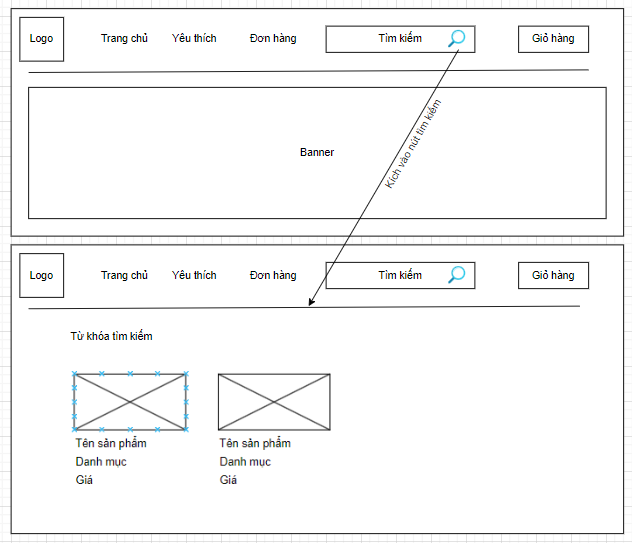 Logo
Trang chủ
Yêu thích
Đơn hàng
Tìm kiếm
Giỏ hàng
Banner
Kích vào nút tìm kiếm
Logo
Trang chủ
Yêu thích
Đơn hàng
Tìm kiếm
Giỏ hàng
Từ khóa tìm kiếm
Tên sản phẩm
Danh mục
Giá
Tên sản phẩm
Danh mục
Giá